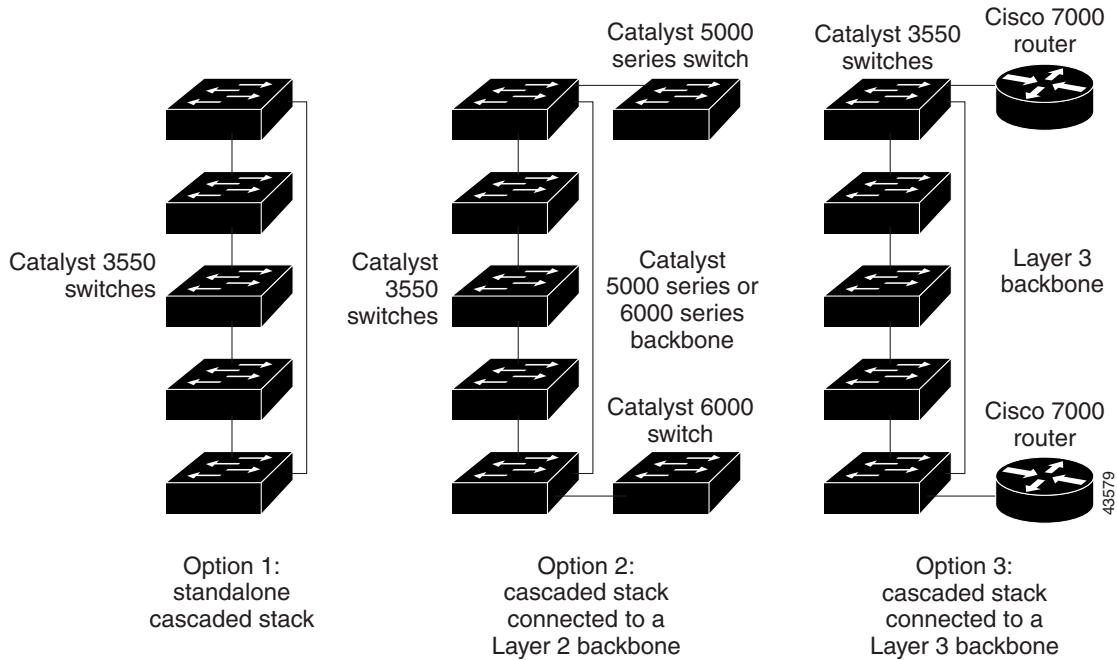 Catalyst 5000
series switch
Catalyst 3550
switches
Cisco 7000
router
Catalyst 3550
switches
Catalyst
3550
switches
Catalyst
5000 series or
6000 series
backbone
Layer 3
backbone
Catalyst 6000
switch
Cisco 7000
router
43579
Option 1:
standalone
cascaded stack
Option 2:
cascaded stack
connected to a
Layer 2 backbone
Option 3:
cascaded stack
connected to a
Layer 3 backbone